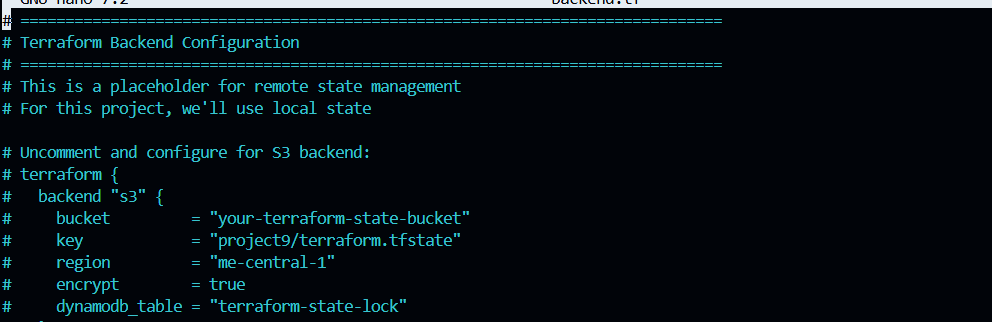 GNU nano 7.2 backend.tf
# ==============================================================================
# Terraform Backend Configuration
# ==============================================================================
# This is a placeholder for remote state management
# For this project, we'll use local state
# Uncomment and configure for S3 backend:
# terraform {
#   backend "s3" {
#     bucket         = "your-terraform-state-bucket"
#     key            = "project9/terraform.tfstate"
#     region         = "me-central-1"
#     encrypt        = true
#     dynamodb_table = "terraform-state-lock"